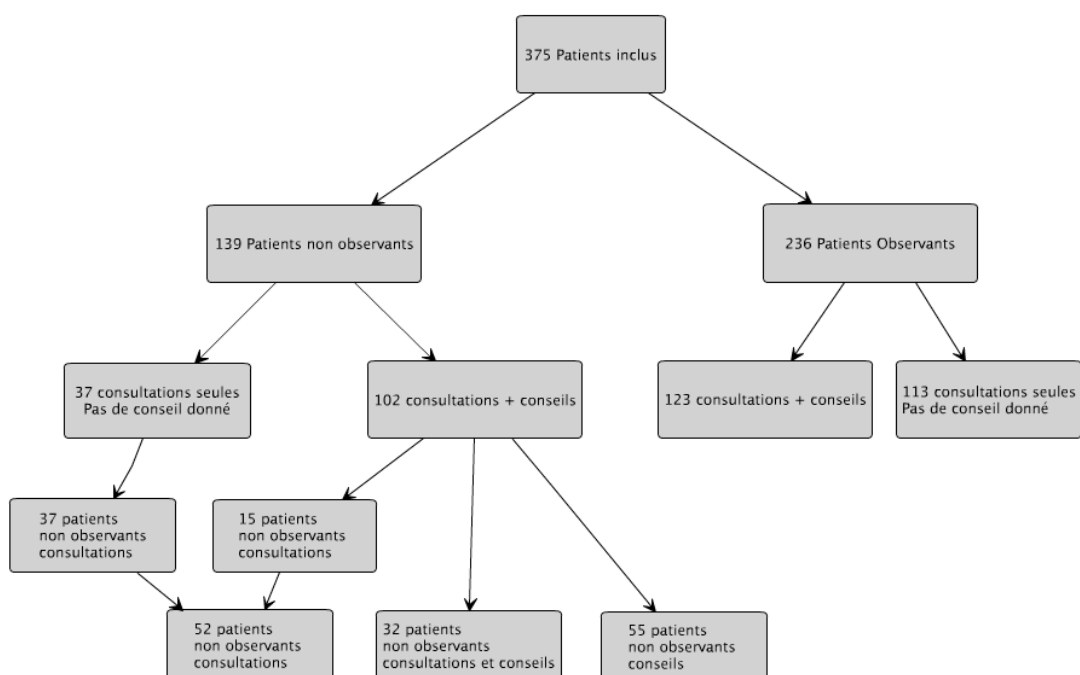 375 Patients inclus
139 Patients non observants
236 Patients Observants
37 consultations seules
Pas de conseil donné
102 consultations + conseils
123 consultations + conseils
113 consultations seules
Pas de conseil donné
37 patients
non observants
consultations
15 patients
non observants
consultations
52 patients
non observants
consultations
32 patients
non observants
consultations et conseils
55 patients
non observants
conseils